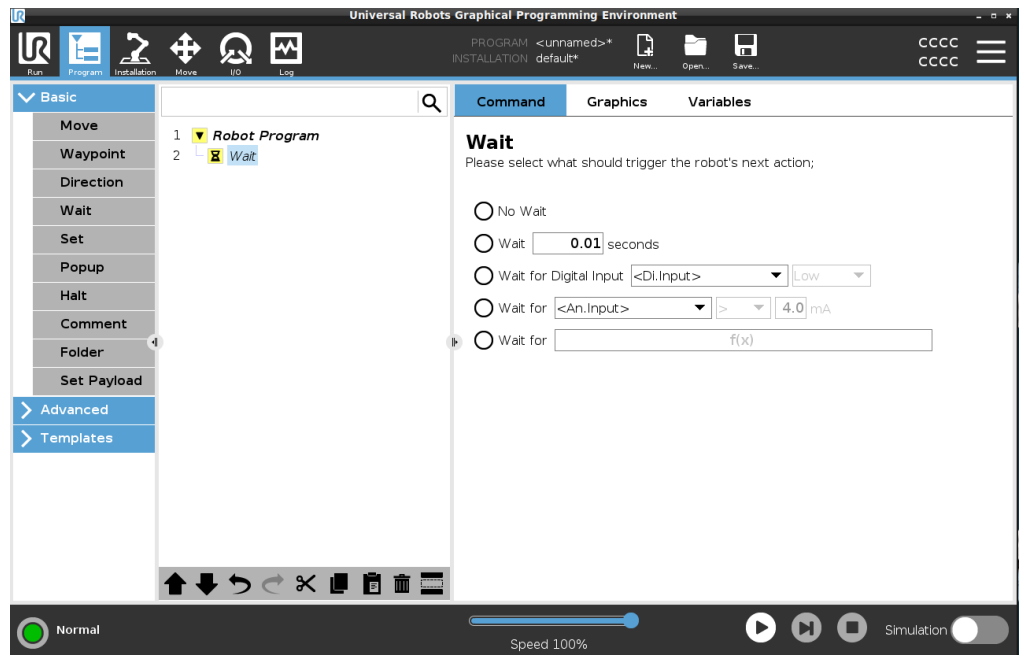 Universal Robots Graphical Programming Environment
PROGRAM <unnamed>*
INSTALLATION default*
New... Open... Save...
CCCC
CCCC
Run Program Installation Move I/O Log
Basic
Move
Waypoint
Direction
Wait
Set
Popup
Halt
Comment
Folder
Set Payload
Advanced
Templates
1 Robot Program
2 Wait
Command Graphics Variables
Wait
Please select what should trigger the robot's next action;
No Wait
Wait 0.01 seconds
Wait for Digital Input <Di.Input> Low
Wait for <An.Input> > 4.0 mA
Wait for f(x)
Normal
Speed 100%
Simulation